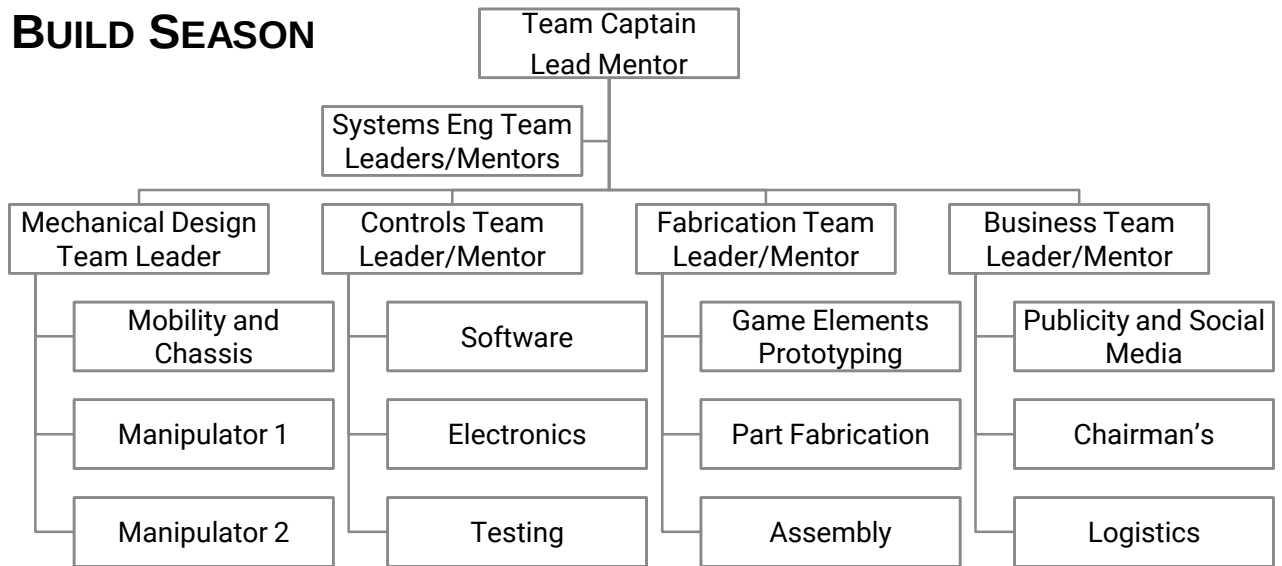 BUILD SEASON
Team Captain
Lead Mentor
Systems Eng Team
Leaders/Mentors
Mechanical Design
Team Leader
Controls Team
Leader/Mentor
Fabrication Team
Leader/Mentor
Business Team
Leader/Mentor
Mobility and
Chassis
Software
Game Elements
Prototyping
Publicity and Social
Media
Manipulator 1
Electronics
Part Fabrication
Chairman’s
Manipulator 2
Testing
Assembly
Logistics